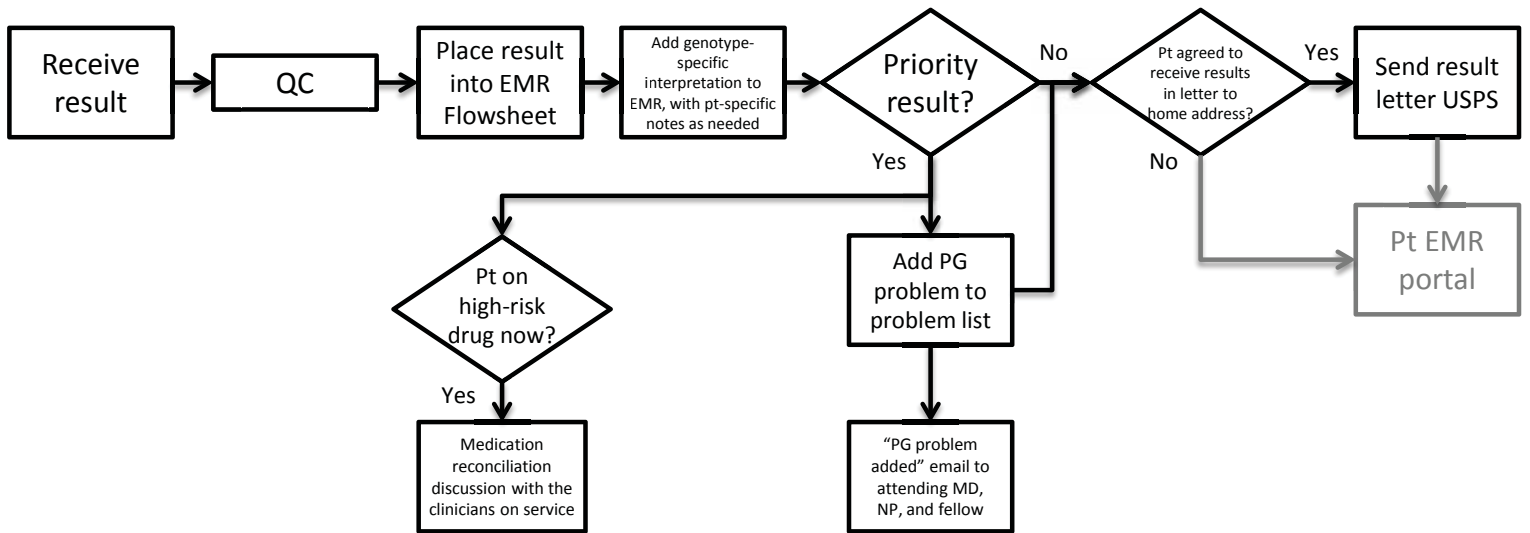 Receive
result
QC
Place result
into EMR
Flowsheet
Add genotype-
specific
interpretation to
EMR, with pt-specific
notes as needed
Priority
result?
No
Yes
Pt agreed to
receive results
in letter to
home address?
Yes
No
Send result
letter USPS
Pt EMR
portal
Pt on
high-risk
drug now?
Yes
Add PG
problem to
problem list
Medication
reconciliation
discussion with the
clinicians on service
“PG problem
added” email to
attending MD,
NP, and fellow